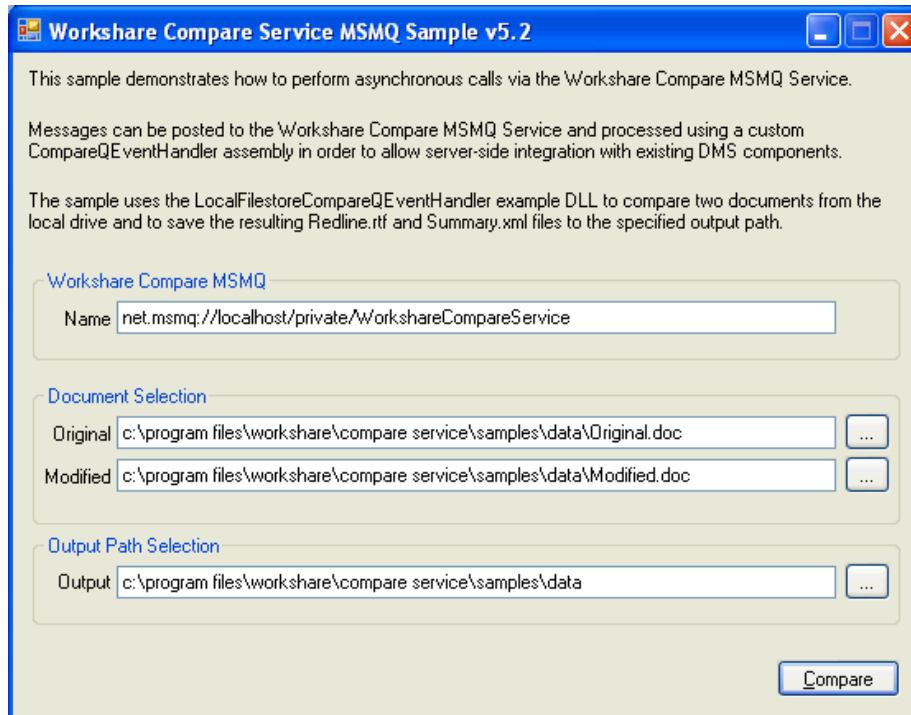 Workshare Compare Service MSMQ Sample v5.2
This sample demonstrates how to perform asynchronous calls via the Workshare Compare MSMQ Service.
Messages can be posted to the Workshare Compare MSMQ Service and processed using a custom
CompareQEventHandler assembly in order to allow server-side integration with existing DMS components.
The sample uses the LocalFilestoreCompareQEventHandler example DLL to compare two documents from the
local drive and to save the resulting Redline.rtf and Summary.xml files to the specified output path.
Workshare Compare MSMQ
Name net.msmq://localhost/private/WorkshareCompareService
Document Selection
Original c:\program files\workshare\compare service\samples\data\Original.doc ...
Modified c:\program files\workshare\compare service\samples\data\Modified.doc ...
Output Path Selection
Output c:\program files\workshare\compare service\samples\data ...
Compare